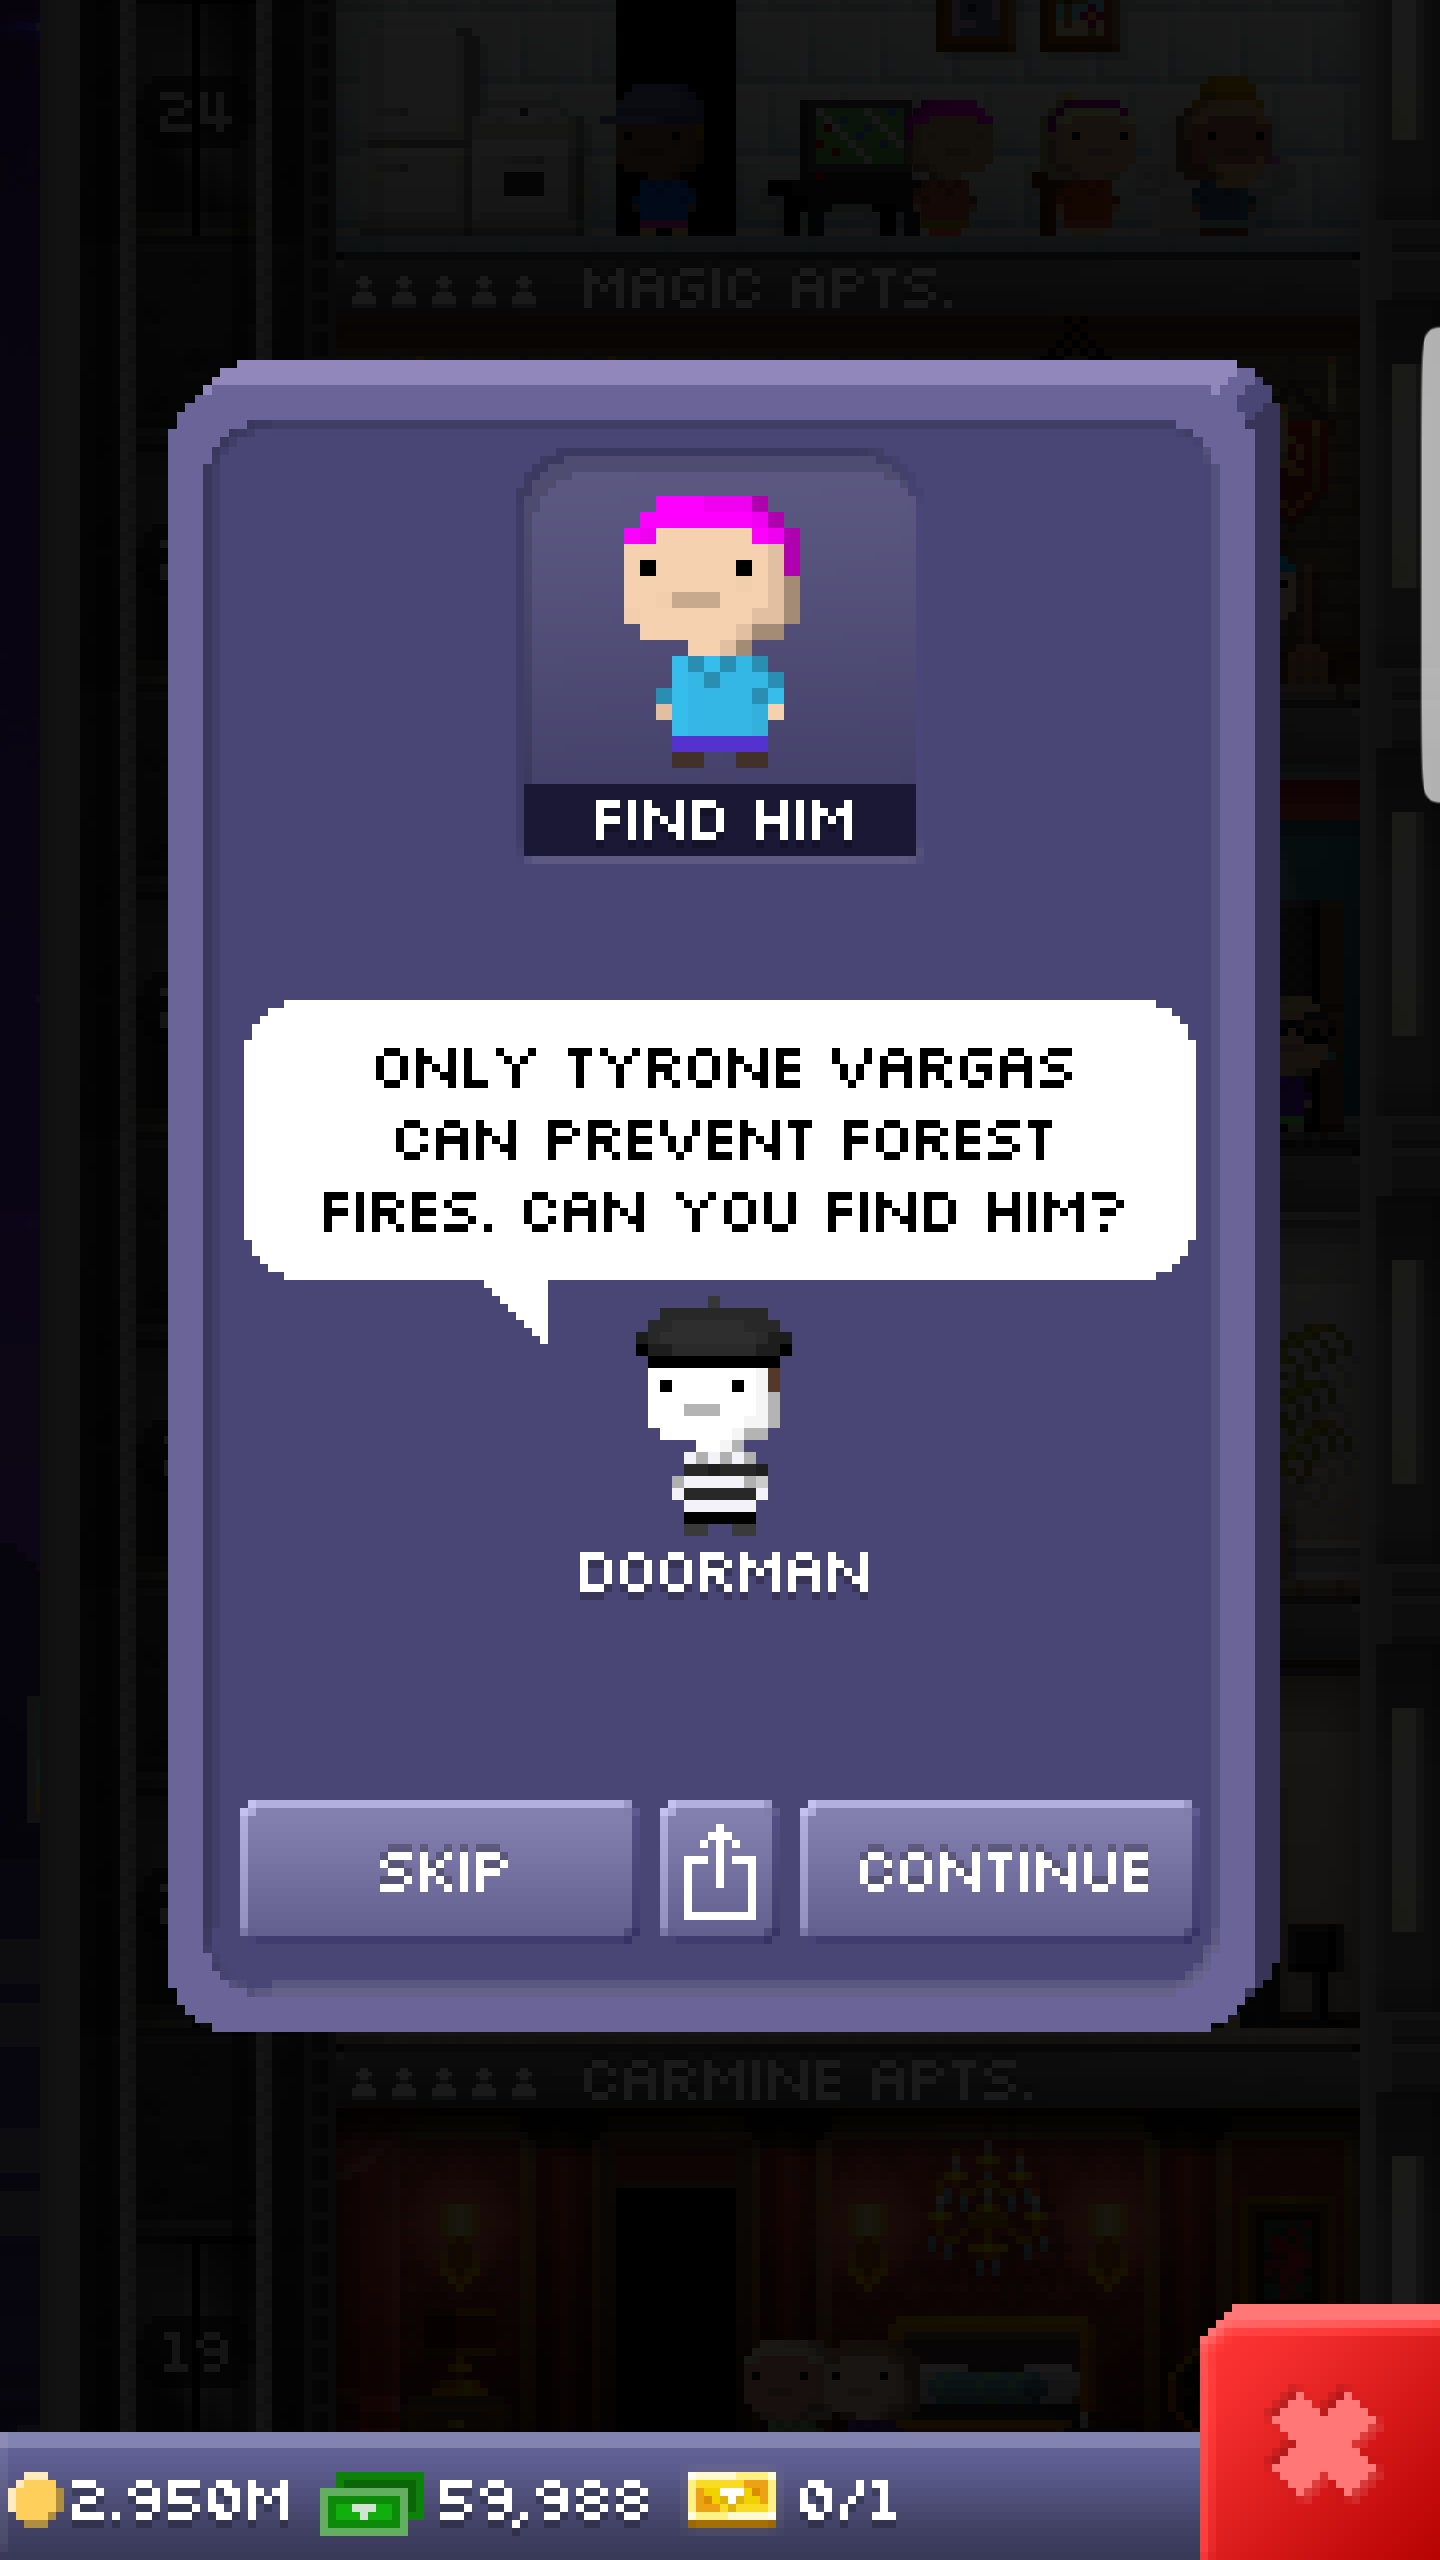 24
MAGIC APTS.
FIND HIM
ONLY TYRONE VARGAS
CAN PREVENT FOREST
FIRES. CAN YOU FIND HIM?
DOORMAN
SKIP
CONTINUE
CARMINE APTS.
19
2.950M 59,988 0/1